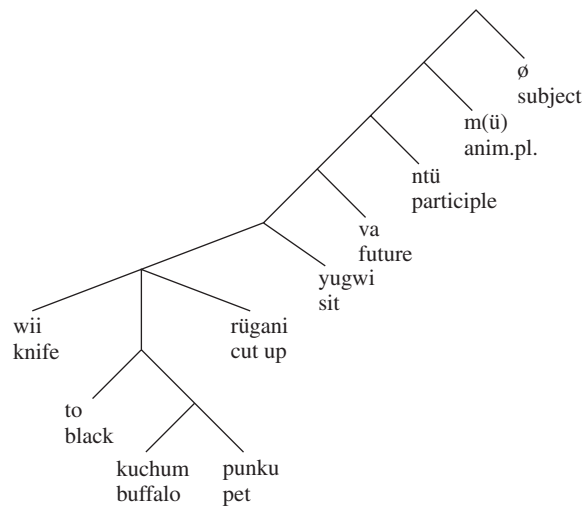 ø
subject
m(ü)
anim.pl.
ntü
participle
va
future
yugwi
sit
wii
knife
rügani
cut up
to
black
kuchum
buffalo
punku
pet